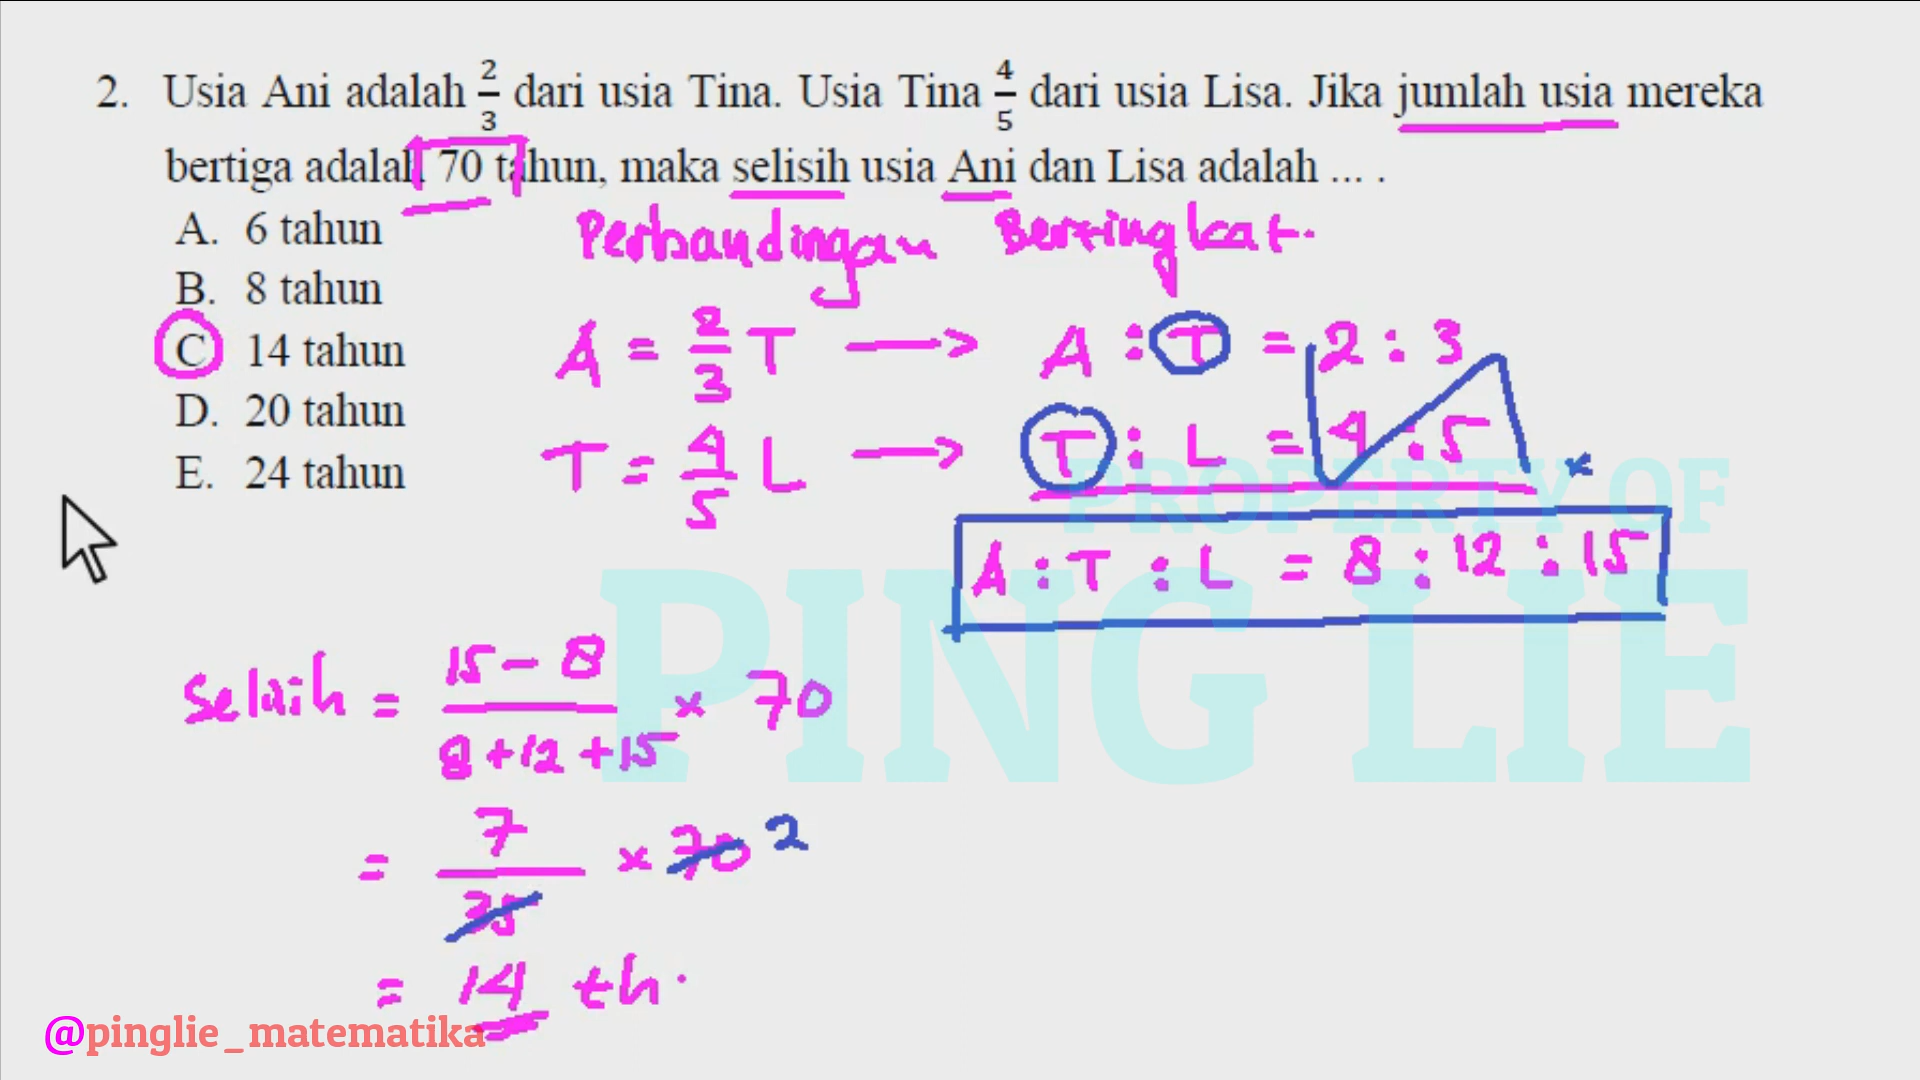 2. Usia Ani adalah 2/3 dari usia Tina. Usia Tina 4/5 dari usia Lisa. Jika jumlah usia mereka
bertiga adalah 70 tahun, maka selisih usia Ani dan Lisa adalah ... .
A. 6 tahun
B. 8 tahun
C 14 tahun
D. 20 tahun
E. 24 tahun
Perbandingan Bertingkat.
A = 2/3 T → A : T = 2 : 3
T = 4/5 L → T : L = 4 : 5 ×
A : T : L = 8 : 12 : 15
Selisih = 15 - 8 / 8 + 12 + 15 × 70
= 7/35 × 70 2
= 14 th.
PROPERTY OF
PING LIE
@pinglie_matematika